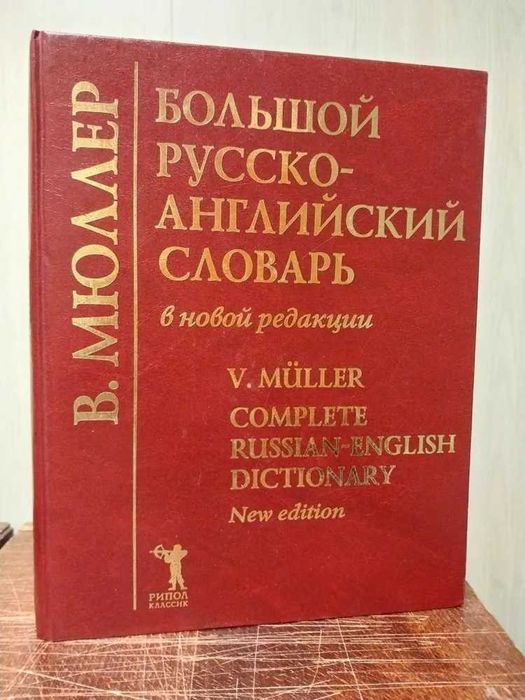 В. МЮЛЛЕР
БОЛЬШОЙ
РУССКО-
АНГЛИЙСКИЙ
СЛОВАРЬ
в новой редакции
V. MÜLLER
COMPLETE
RUSSIAN-ENGLISH
DICTIONARY
New edition
РИПОЛ
КЛАССИК